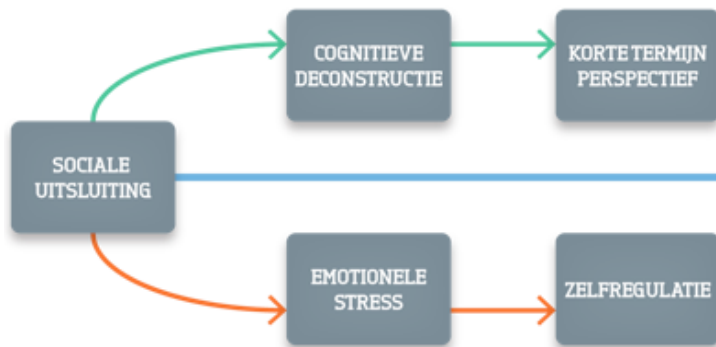 COGNITIEVE
DECONSTRUCTIE
KORTE TERMIJN
PERSPECTIEF
SOCIALE
UITSLUITING
EMOTIONELE
STRESS
ZELFREGULATIE